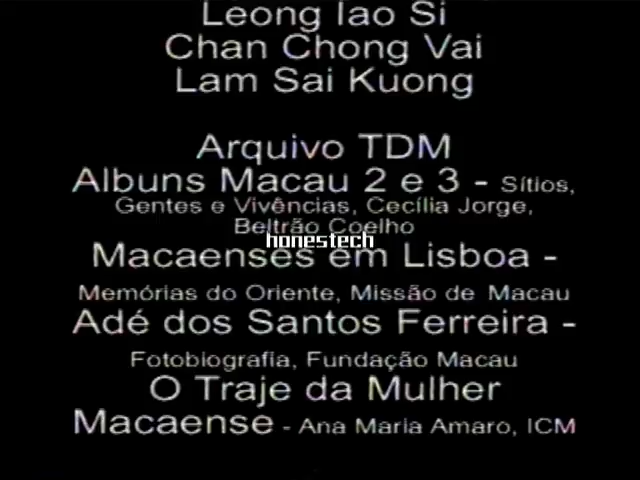 Leong Iao Si
Chan Chong Vai
Lam Sai Kuong
Arquivo TDM
Albuns Macau 2 e 3 - Sítios,
Gentes e Vivências, Cecília Jorge,
Beltrão Coelho
honestech
Macaenses em Lisboa -
Memórias do Oriente, Missão de Macau
Adé dos Santos Ferreira -
Fotobiografia, Fundação Macau
O Traje da Mulher
Macaense - Ana Maria Amaro, ICM